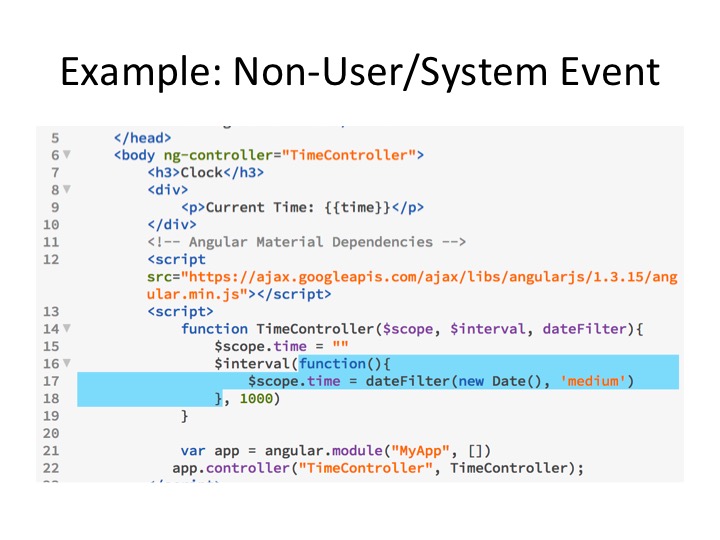 Example: Non-User/System Event
5 </head>
6 <body ng-controller="TimeController">
7 <h3>Clock</h3>
8 <div>
9 <p>Current Time: {{time}}</p>
10 </div>
11 <!-- Angular Material Dependencies -->
12 <script
src="https://ajax.googleapis.com/ajax/libs/angularjs/1.3.15/ang
ular.min.js"></script>
13 <script>
14 function TimeController($scope, $interval, dateFilter){
15 $scope.time = ""
16 $interval(function(){
17 $scope.time = dateFilter(new Date(), 'medium')
18 }, 1000)
19 }
20
21 var app = angular.module("MyApp", [])
22 app.controller("TimeController", TimeController);